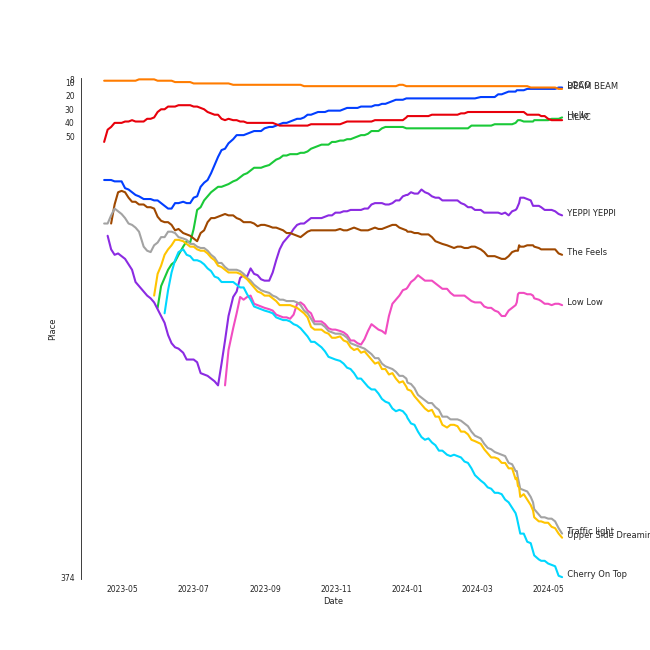 8
10
20
30
40
50
374
Place
2023-05
2023-07
2023-09
2023-11
2024-01
2024-03
2024-05
Date
BEAM BEAM
Hello
YEPPI YEPPI
The Feels
Low Low
Traffic light
Upper Side Dreamin
Cherry On Top